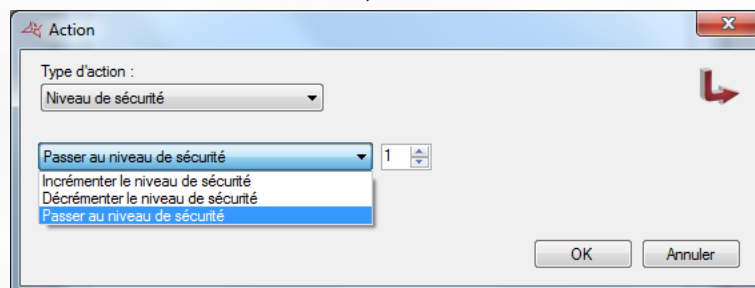 Action
Type d'action :
Niveau de sécurité
Passer au niveau de sécurité 1
Incrémenter le niveau de sécurité
Décrémenter le niveau de sécurité
Passer au niveau de sécurité
OK Annuler